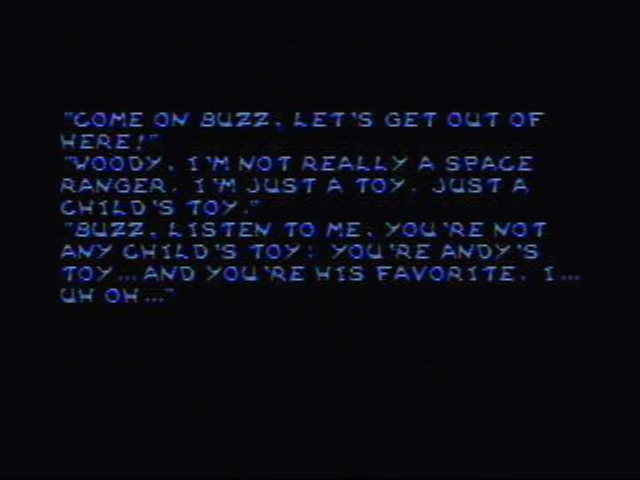 "COME ON BUZZ. LET'S GET OUT OF
HERE!"
"WOODY. I'M NOT REALLY A SPACE
RANGER. I'M JUST A TOY. JUST A
CHILD'S TOY."
"BUZZ. LISTEN TO ME. YOU'RE NOT
ANY CHILD'S TOY: YOU'RE ANDY'S
TOY...AND YOU'RE HIS FAVORITE. I...
UH OH..."